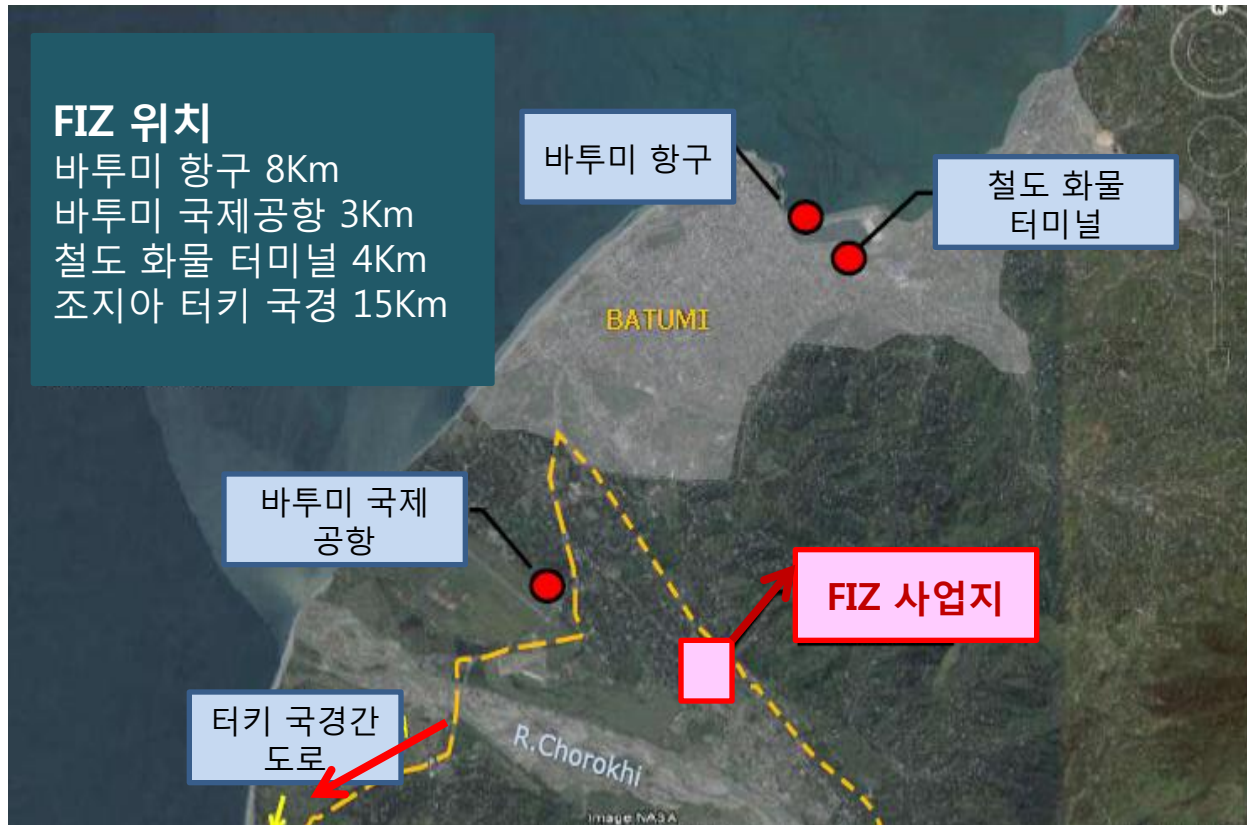 FIZ 위치
바투미 항구 8Km
바투미 국제공항 3Km
철도 화물 터미널 4Km
조지아 터키 국경 15Km
바투미 항구
철도 화물
터미널
BATUMI
바투미 국제
공항
FIZ 사업지
터키 국경간
도로
R.Chorokhi
Image NASA
N